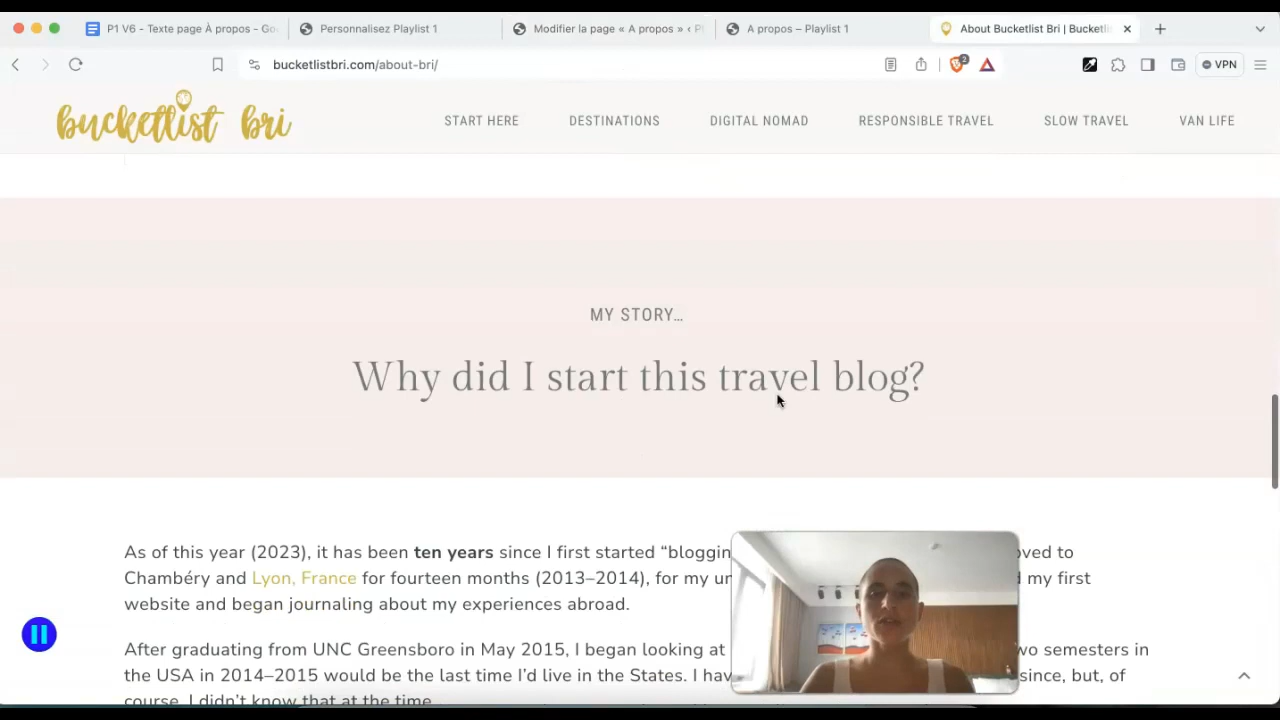 P1 V6 - Texte page À propos - Go
Personnalisez Playlist 1
Modifier la page « A propos » ‹ P
A propos – Playlist 1
About Bucketlist Bri | Bucketli
bucketlistbri.com/about-bri/
2
VPN
bucketlist bri
START HERE
DESTINATIONS
DIGITAL NOMAD
RESPONSIBLE TRAVEL
SLOW TRAVEL
VAN LIFE
MY STORY…
Why did I start this travel blog?
As of this year (2023), it has been ten years since I first started “bloggin oved to
Chambéry and Lyon, France for fourteen months (2013–2014), for my un my first
website and began journaling about my experiences abroad.
After graduating from UNC Greensboro in May 2015, I began looking at wo semesters in
the USA in 2014–2015 would be the last time I’d live in the States. I hav since, but, of
course, I didn’t know that at the time.